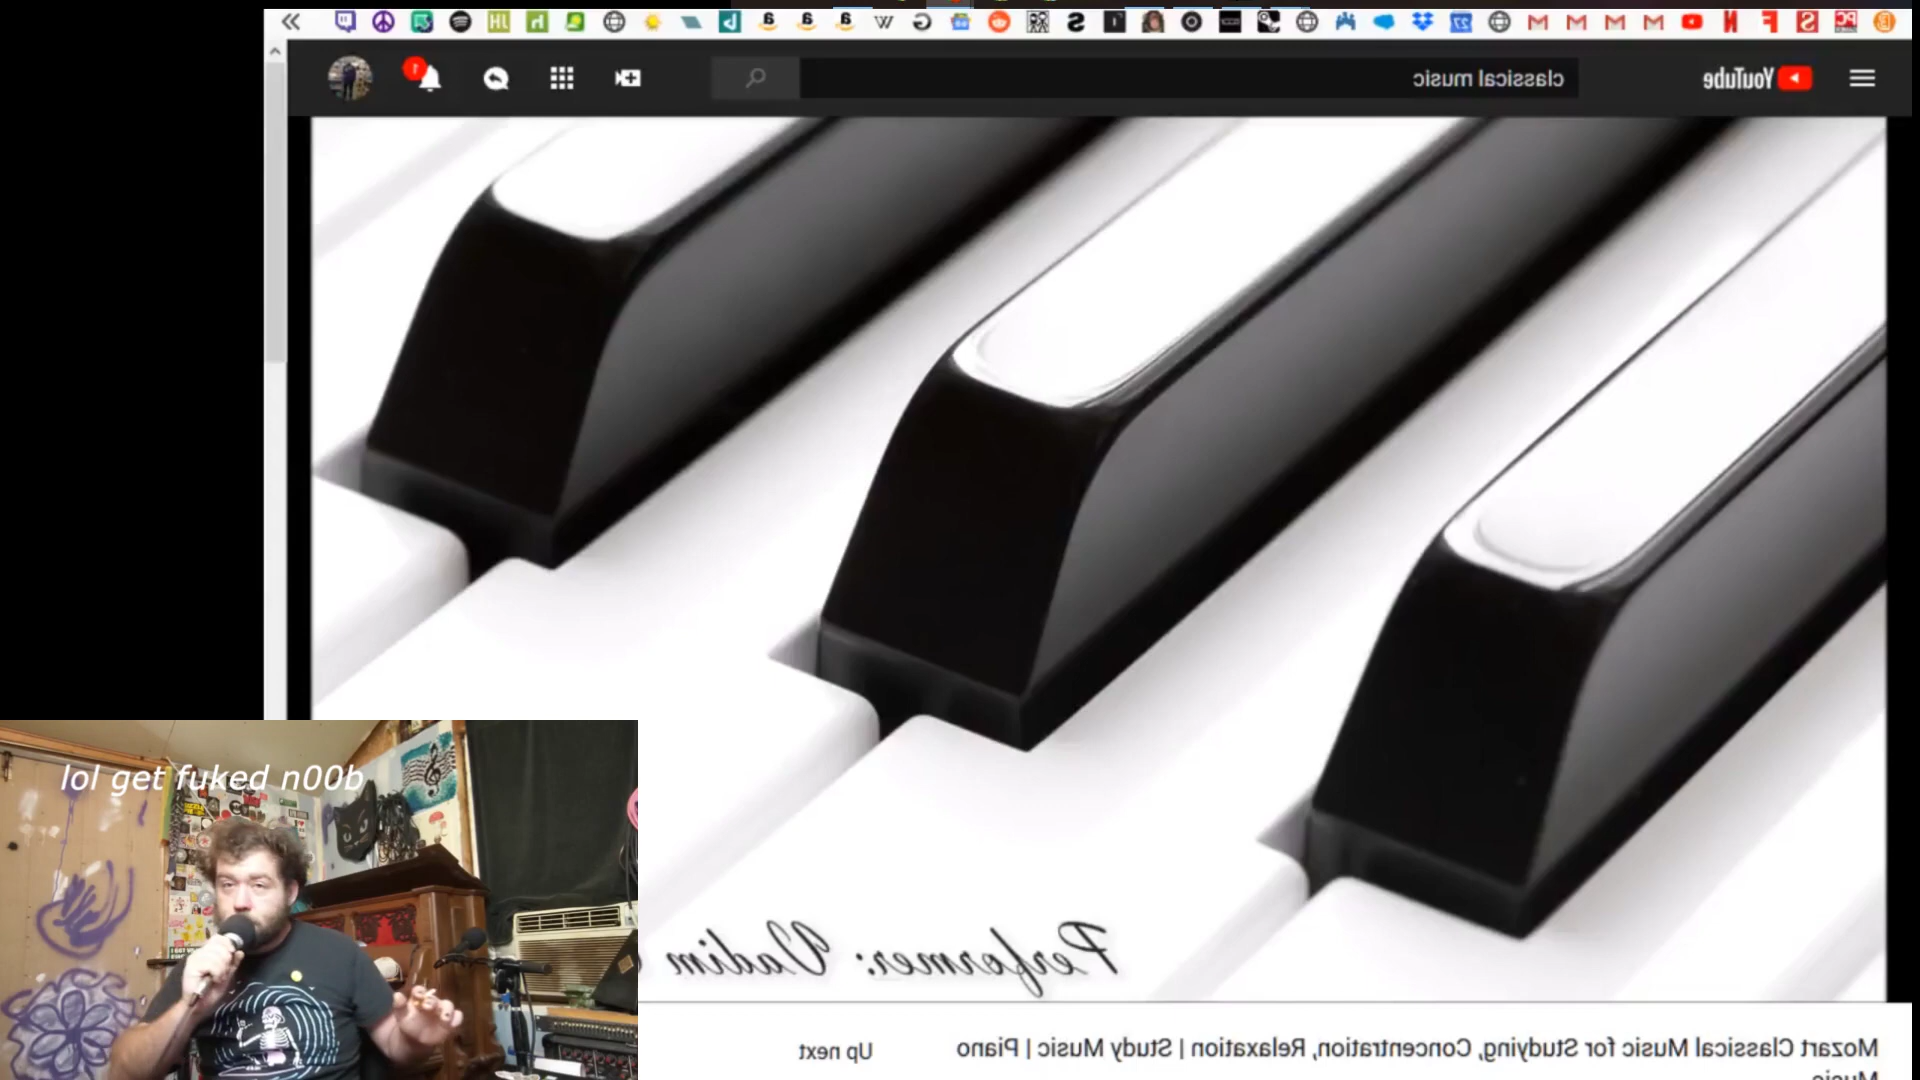 YouTube
classical music
1
lol get fuked n00b
Performer: Vadim
Mozart Classical Music for Studying, Concentration, Relaxation | Study Music | Piano
Up next